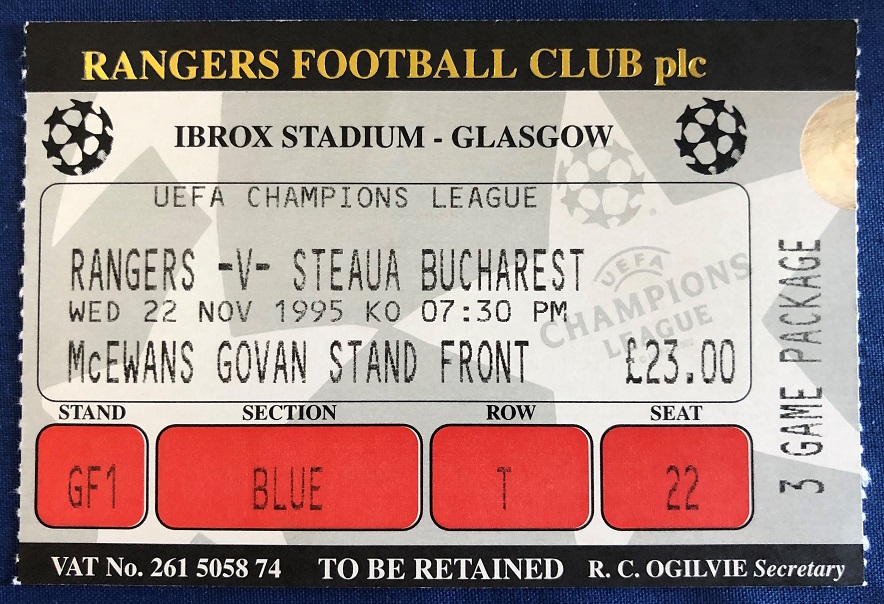 RANGERS FOOTBALL CLUB plc
IBROX STADIUM - GLASGOW
UEFA CHAMPIONS LEAGUE
RANGERS -V- STEAUA BUCHAREST
WED 22 NOV 1995 KO 07:30 PM
McEWANS GOVAN STAND FRONT £23.00
UEFA
CHAMPIONS
LEAGUE
3 GAME PACKAGE
STAND SECTION ROW SEAT
GF1 BLUE T 22
VAT No. 261 5058 74 TO BE RETAINED R. C. OGILVIE Secretary